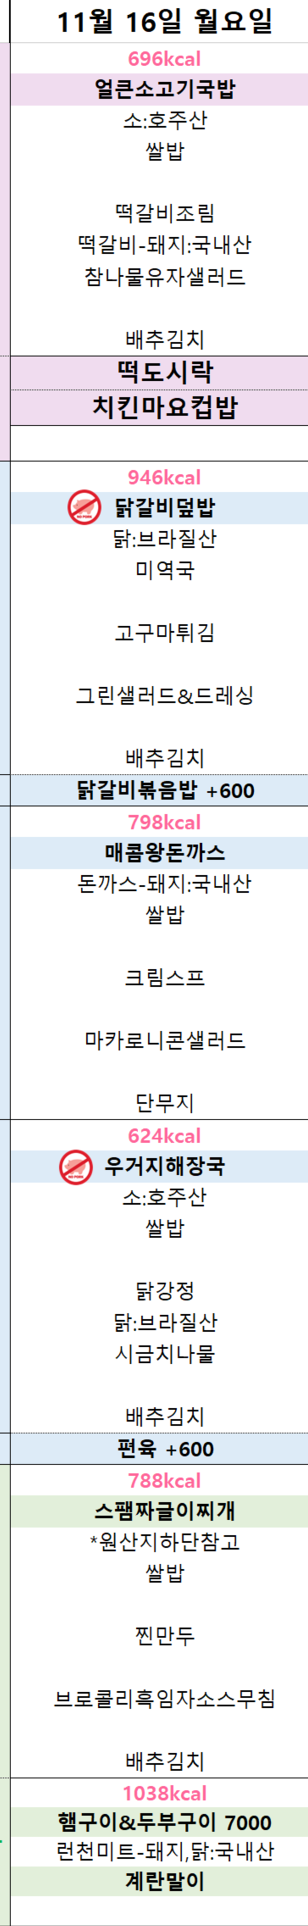 11월 16일 월요일
696kcal
얼큰소고기국밥
소:호주산
쌀밥
떡갈비조림
떡갈비-돼지:국내산
참나물유자샐러드
배추김치
떡도시락
치킨마요컵밥
946kcal
닭갈비덮밥
닭:브라질산
미역국
고구마튀김
그린샐러드&드레싱
배추김치
닭갈비볶음밥 +600
798kcal
매콤왕돈까스
돈까스-돼지:국내산
쌀밥
크림스프
마카로니콘샐러드
단무지
624kcal
우거지해장국
소:호주산
쌀밥
닭강정
닭:브라질산
시금치나물
배추김치
편육 +600
788kcal
스팸짜글이찌개
*원산지하단참고
쌀밥
찐만두
브로콜리흑임자소스무침
배추김치
1038kcal
햄구이&두부구이 7000
런천미트-돼지,닭:국내산
계란말이